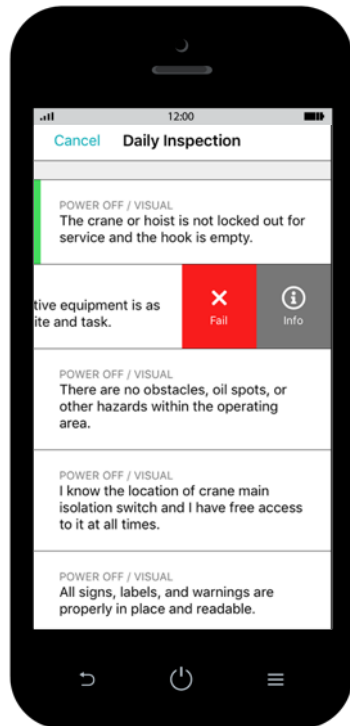 12:00
Cancel Daily Inspection
POWER OFF / VISUAL
The crane or hoist is not locked out for
service and the hook is empty.
tive equipment is as
ite and task.
Fail
Info
POWER OFF / VISUAL
There are no obstacles, oil spots, or
other hazards within the operating
area.
POWER OFF / VISUAL
I know the location of crane main
isolation switch and I have free access
to it at all times.
POWER OFF / VISUAL
All signs, labels, and warnings are
properly in place and readable.